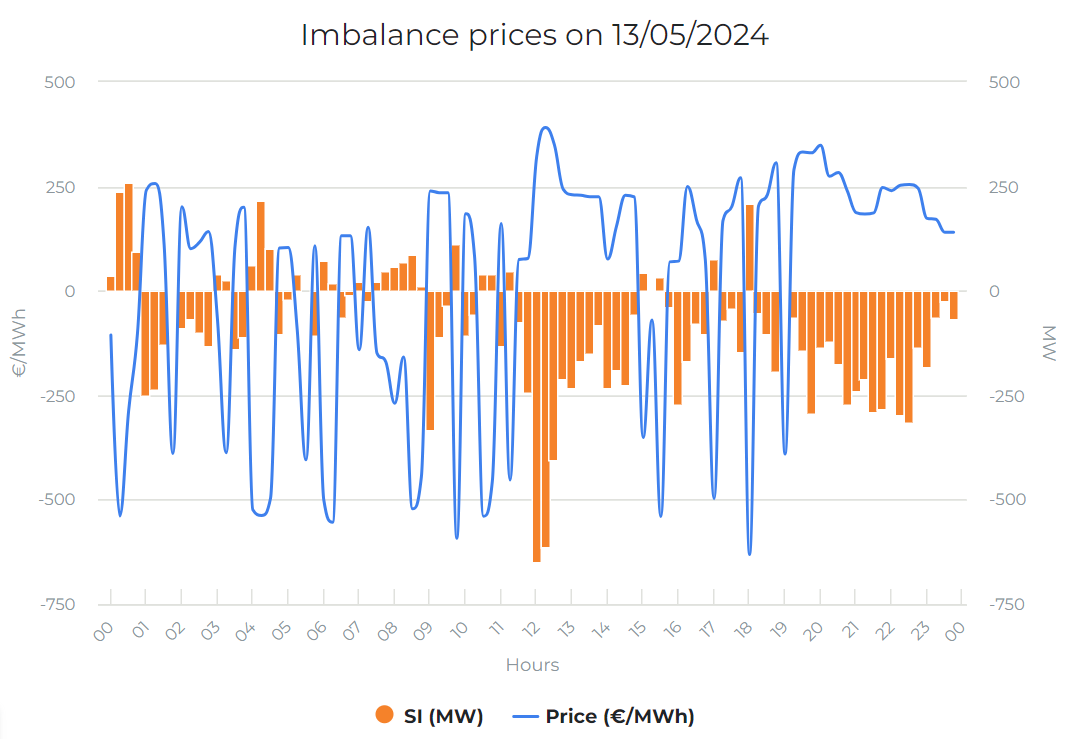 Imbalance prices on 13/05/2024
500 500
250 250
0 0
-250 -250
-500 -500
-750 -750
€/MWh
MW
00 01 02 03 04 05 06 07 08 09 10 11 12 13 14 15 16 17 18 19 20 21 22 23 00
Hours
SI (MW) Price (€/MWh)